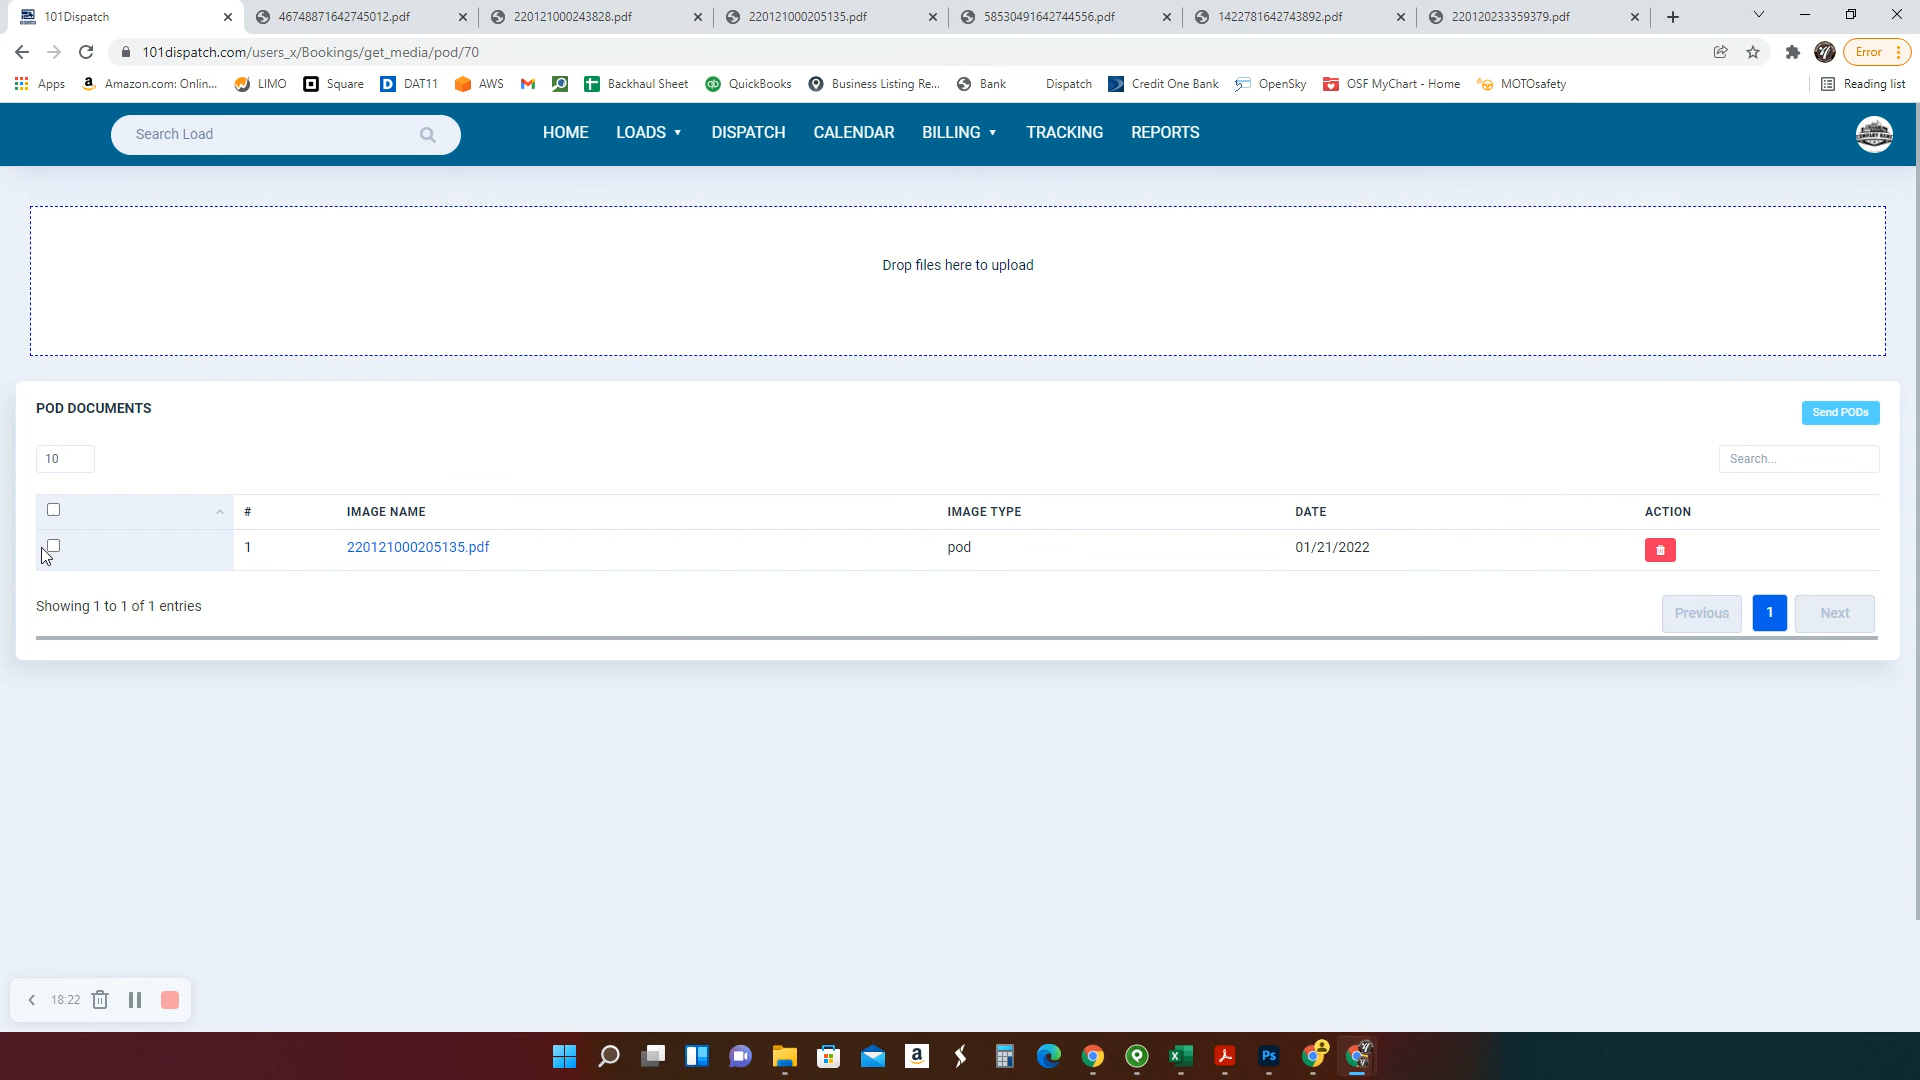 101Dispatch
46748871642745012.pdf
220121000243828.pdf
220121000205135.pdf
58530491642744556.pdf
1422781642743892.pdf
220120233359379.pdf
101dispatch.com/users_x/Bookings/get_media/pod/70
Error
Apps
Amazon.com: Onlin...
LIMO
Square
DAT11
AWS
Backhaul Sheet
QuickBooks
Business Listing Re...
Bank
Dispatch
Credit One Bank
OpenSky
OSF MyChart - Home
MOTOsafety
Reading list
Search Load
HOME
LOADS
DISPATCH
CALENDAR
BILLING
TRACKING
REPORTS
Drop files here to upload
POD DOCUMENTS
Send PODs
10
Search...
# IMAGE NAME IMAGE TYPE DATE ACTION
1 220121000205135.pdf pod 01/21/2022
Showing 1 to 1 of 1 entries
Previous 1 Next
18:22